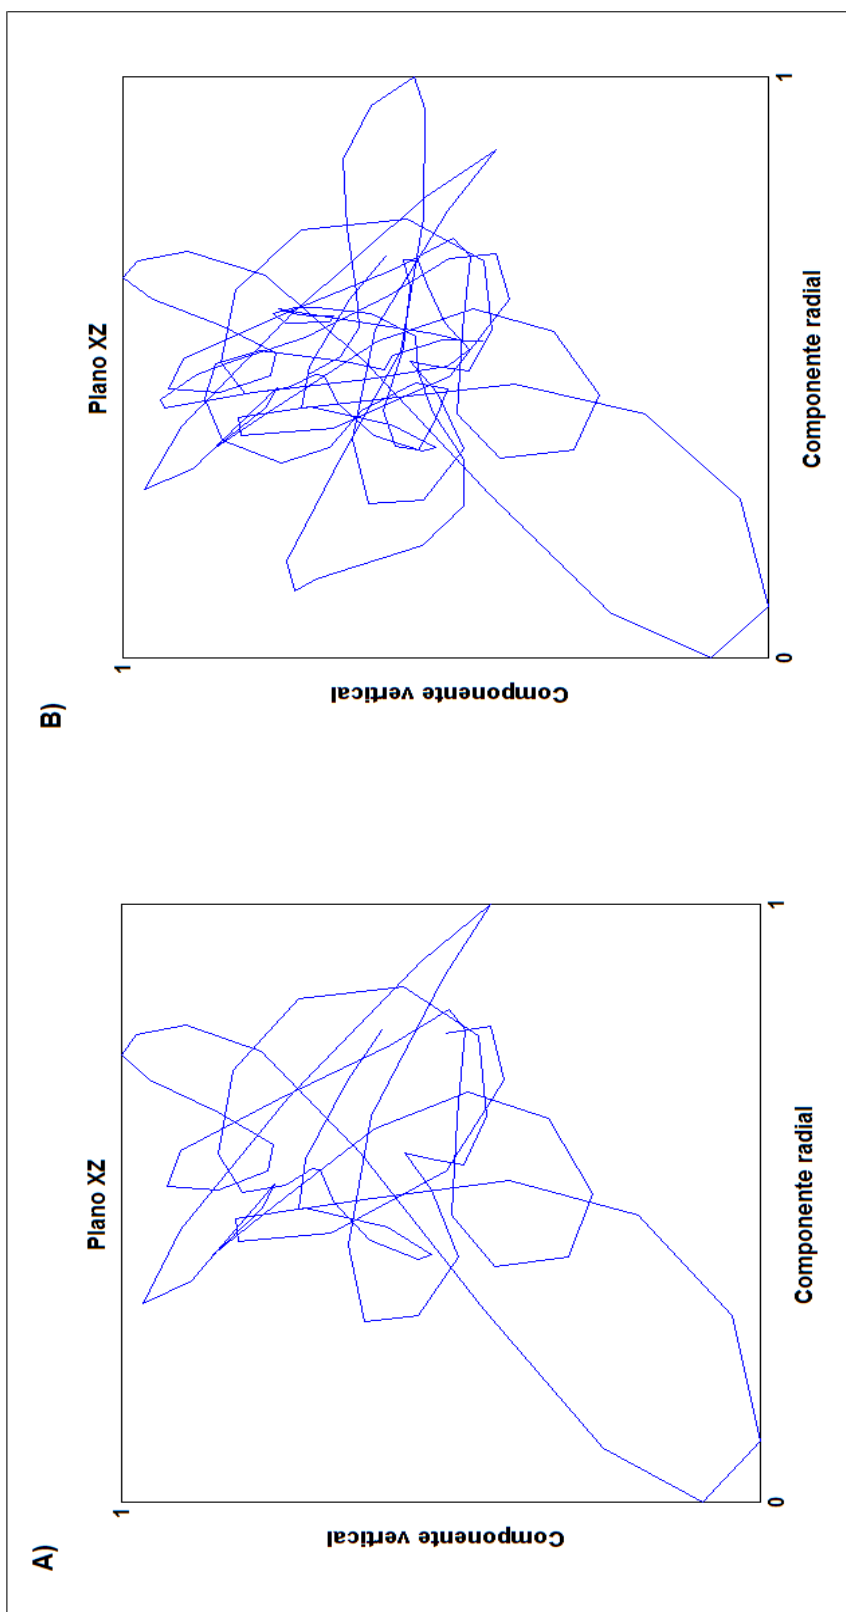 A)
Plano XZ
1
Componente vertical
0
1
Componente radial
B)
Plano XZ
1
Componente vertical
0
1
Componente radial